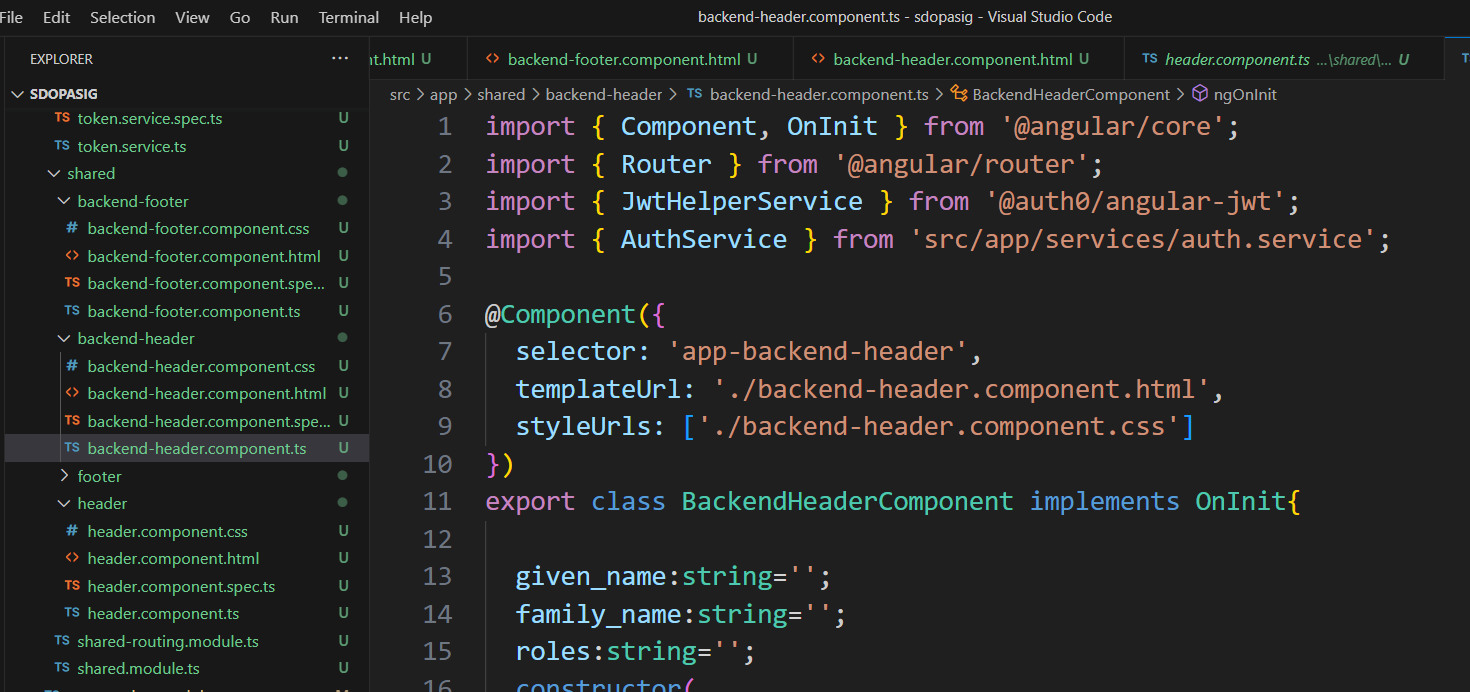 File Edit Selection View Go Run Terminal Help
backend-header.component.ts - sdopasig - Visual Studio Code
EXPLORER ...
SDOPASIG
TS token.service.spec.ts U
TS token.service.ts U
shared
backend-footer
# backend-footer.component.css U
<> backend-footer.component.html U
TS backend-footer.component.spe... U
TS backend-footer.component.ts U
backend-header
# backend-header.component.css U
<> backend-header.component.html U
TS backend-header.component.spe... U
TS backend-header.component.ts U
footer
header
# header.component.css U
<> header.component.html U
TS header.component.spec.ts U
TS header.component.ts U
TS shared-routing.module.ts U
TS shared.module.ts U
nt.html U
<> backend-footer.component.html U
<> backend-header.component.html U
TS header.component.ts ...\shared\... U
src > app > shared > backend-header > TS backend-header.component.ts > BackendHeaderComponent > ngOnInit
1 import { Component, OnInit } from '@angular/core';
2 import { Router } from '@angular/router';
3 import { JwtHelperService } from '@auth0/angular-jwt';
4 import { AuthService } from 'src/app/services/auth.service';
5
6 @Component({
7 selector: 'app-backend-header',
8 templateUrl: './backend-header.component.html',
9 styleUrls: ['./backend-header.component.css']
10 })
11 export class BackendHeaderComponent implements OnInit{
12
13 given_name:string='';
14 family_name:string='';
15 roles:string='';
16 constructor(